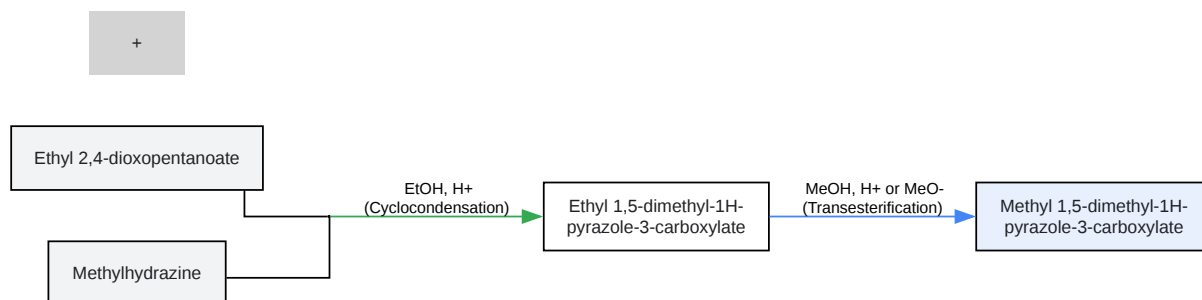 +
Ethyl 2,4-dioxopentanoate
Methylhydrazine
EtOH, H+
(Cyclocondensation)
Ethyl 1,5-dimethyl-1H-
pyrazole-3-carboxylate
MeOH, H+ or MeO-
(Transesterification)
Methyl 1,5-dimethyl-1H-
pyrazole-3-carboxylate